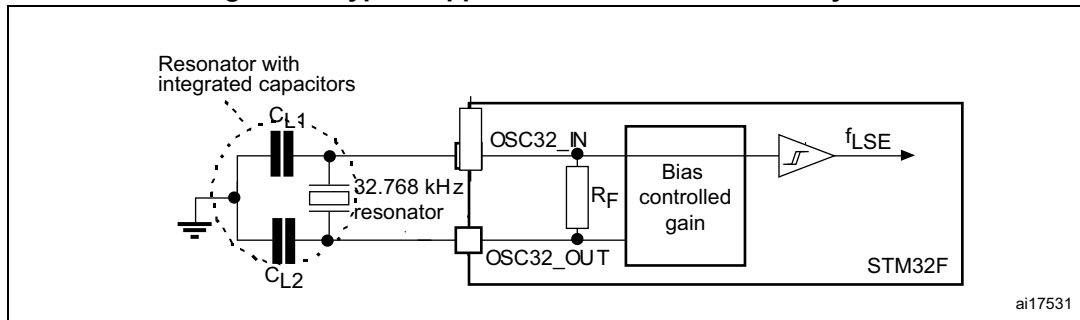 Resonator with
integrated capacitors
CL1
32.768 kHz
resonator
CL2
OSC32_IN
OSC32_OUT
RF
Bias
controlled
gain
fLSE
STM32F
ai17531